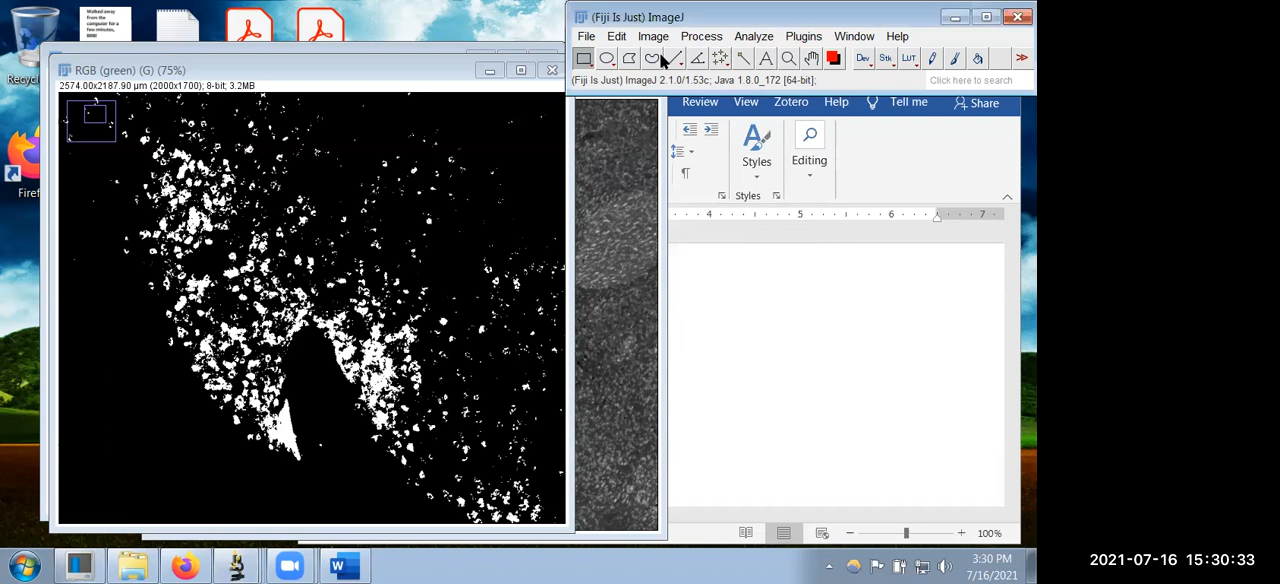 Walked away
from the
computer for a
few minutes,
BRB!
Recyc
Firef
RGB (green) (G) (75%)
2574.00x2187.90 µm (2000x1700); 8-bit; 3.2MB
(Fiji Is Just) ImageJ
File Edit Image Process Analyze Plugins Window Help
Dev Stk LUT
(Fiji Is Just) ImageJ 2.1.0/1.53c; Java 1.8.0_172 [64-bit];
Click here to search
Review View Zotero Help Tell me Share
Styles
Editing
Styles
4 5 6 7
100%
3:30 PM
7/16/2021
2021-07-16 15:30:33